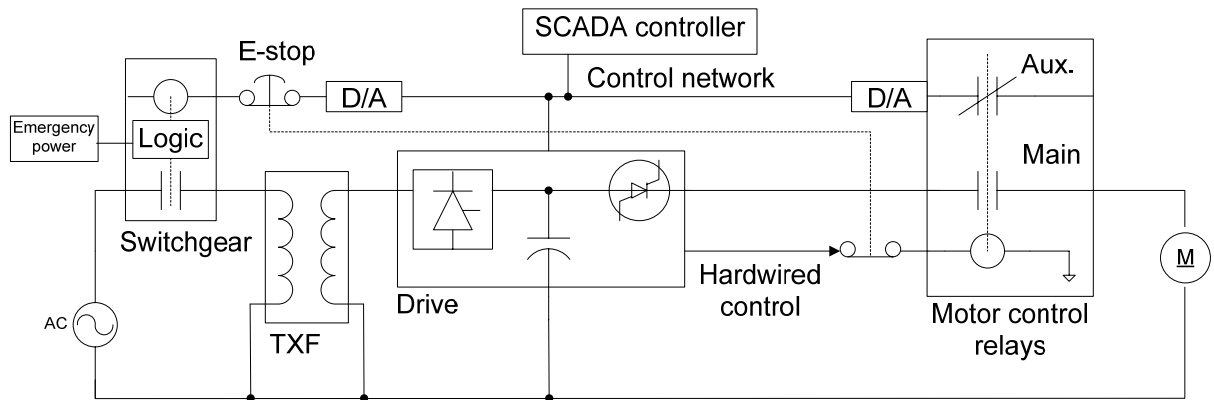 SCADA controller
E-stop
Control network
Aux.
D/A
D/A
Emergency
power
Logic
Main
Switchgear
Drive
Hardwired
control
M
AC
TXF
Motor control
relays